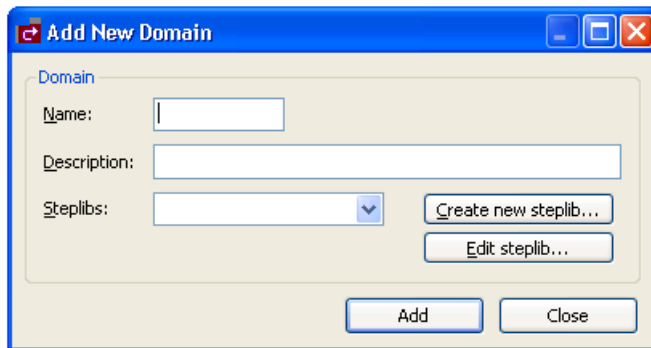 Add New Domain
Domain
Name:
Description:
Steplibs:
Create new steplib...
Edit steplib...
Add Close